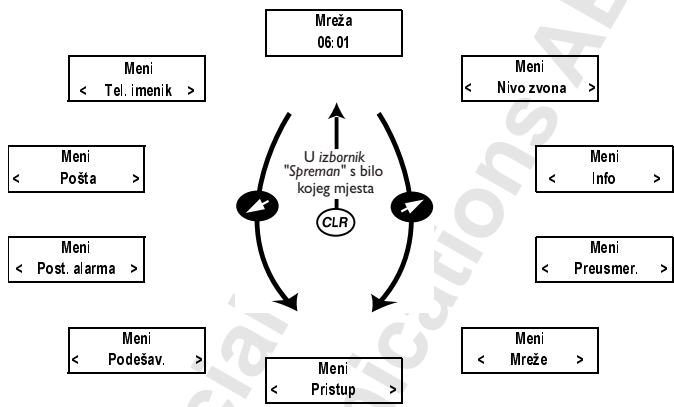 Mreža
06:01
Meni
< Tel. imenik >
Meni
< Nivo zvona >
Meni
< Pošta >
Meni
< Info >
U izbornik
"Spreman" s bilo
kojeg mjesta
CLR
Meni
< Post. alarma >
Meni
< Preusmer. >
Meni
< Podešav. >
Meni
< Mreže >
Meni
< Pristup >